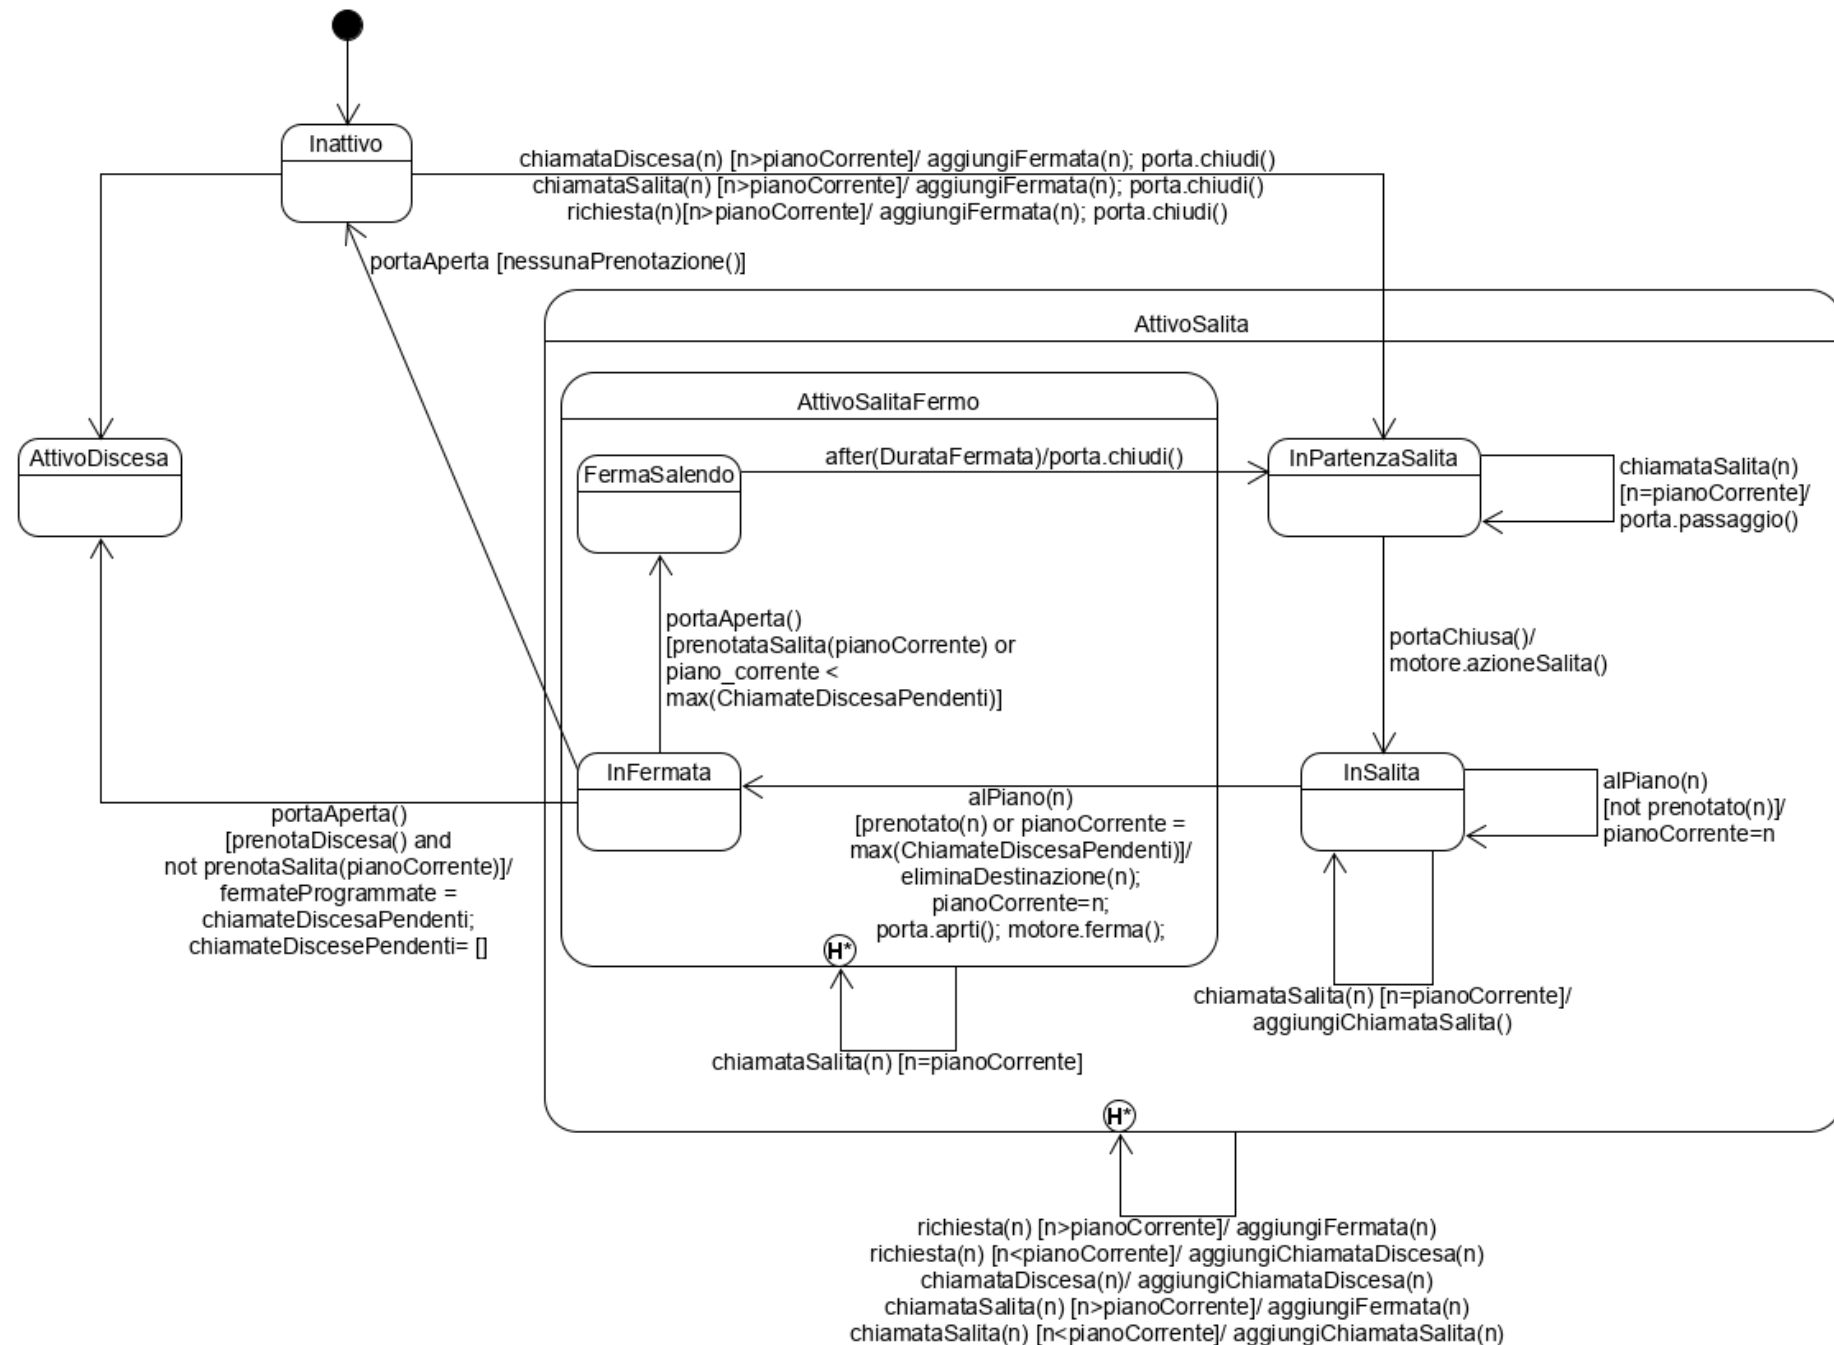 Inattivo
chiamataDiscesa(n) [n>pianoCorrente]/ aggiungiFermata(n); porta.chiudi()
chiamataSalita(n) [n>pianoCorrente]/ aggiungiFermata(n); porta.chiudi()
richiesta(n)[n>pianoCorrente]/ aggiungiFermata(n); porta.chiudi()
portaAperta [nessunaPrenotazione()]
AttivoSalita
AttivoSalitaFermo
AttivoDiscesa
FermaSalendo
after(DurataFermata)/porta.chiudi()
InPartenzaSalita
chiamataSalita(n)
[n=pianoCorrente]/
porta.passaggio()
portaAperta()
[prenotataSalita(pianoCorrente) or
piano_corrente <
max(ChiamateDiscesaPendenti)]
portaChiusa()/
motore.azioneSalita()
InFermata
InSalita
alPiano(n)
[not prenotato(n)]/
pianoCorrente=n
alPiano(n)
[prenotato(n) or pianoCorrente =
max(ChiamateDiscesaPendenti)]/
eliminaDestinazione(n);
pianoCorrente=n;
porta.aprti(); motore.ferma();
portaAperta()
[prenotaDiscesa() and
not prenotaSalita(pianoCorrente)]/
fermateProgrammate =
chiamateDiscesaPendenti;
chiamateDiscesePendenti= []
H*
chiamataSalita(n) [n=pianoCorrente]/
aggiungiChiamataSalita()
chiamataSalita(n) [n=pianoCorrente]
H*
richiesta(n) [n>pianoCorrente]/ aggiungiFermata(n)
richiesta(n) [n<pianoCorrente]/ aggiungiChiamataDiscesa(n)
chiamataDiscesa(n)/ aggiungiChiamataDiscesa(n)
chiamataSalita(n) [n>pianoCorrente]/ aggiungiFermata(n)
chiamataSalita(n) [n<pianoCorrente]/ aggiungiChiamataSalita(n)